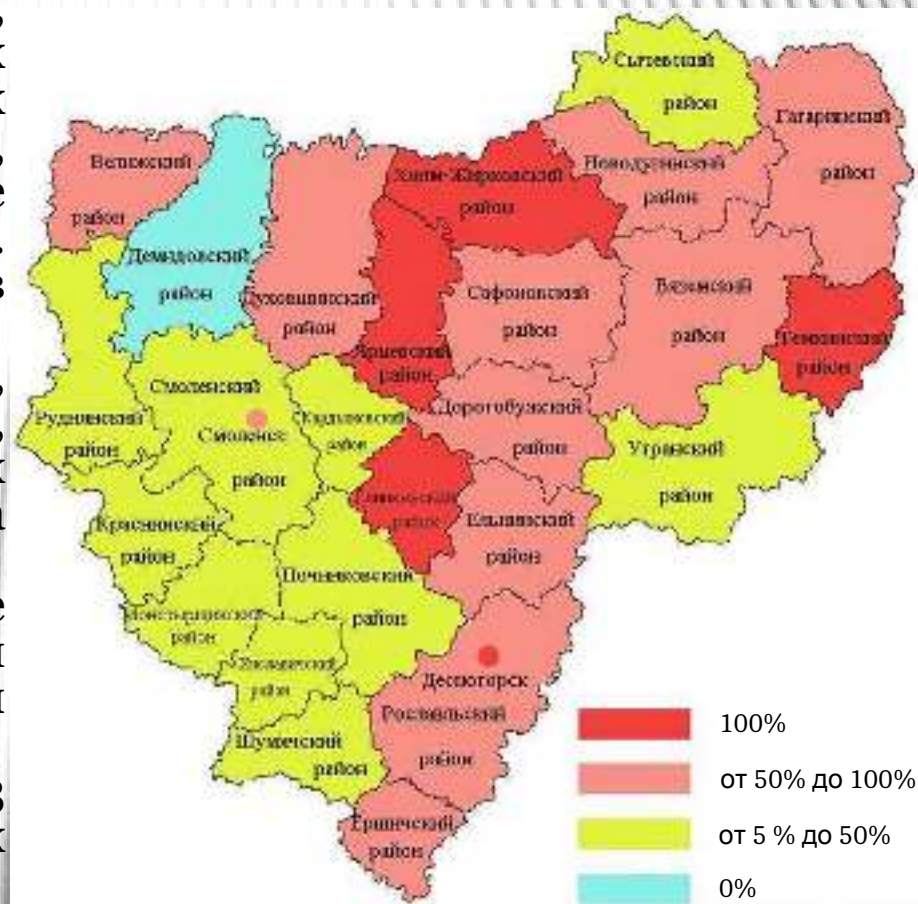 Сычевский
район
Гагаринский
район
Новодугинский
район
Холм-Жирковский
район
Велижский
район
Демидовский
район
Духовщинский
район
Ярцевский
район
Сафоновский
район
Вяземский
район
Темкинский
район
Руднянский
район
Смоленский
Смоленск
район
Кардымовский
район
Дорогобужский
район
Угранский
район
Глинковский
район
Ельнинский
район
Краснинский
район
Починковский
район
Монастырщинский
район
Хиславичский
район
Шумячский
район
Десногорск
Рославльский
район
Ершичский
район
100%
от 50% до 100%
от 5 % до 50%
0%